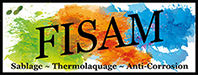 FISAM
Sablage ~ Thermolaquage ~ Anti-Corrosion